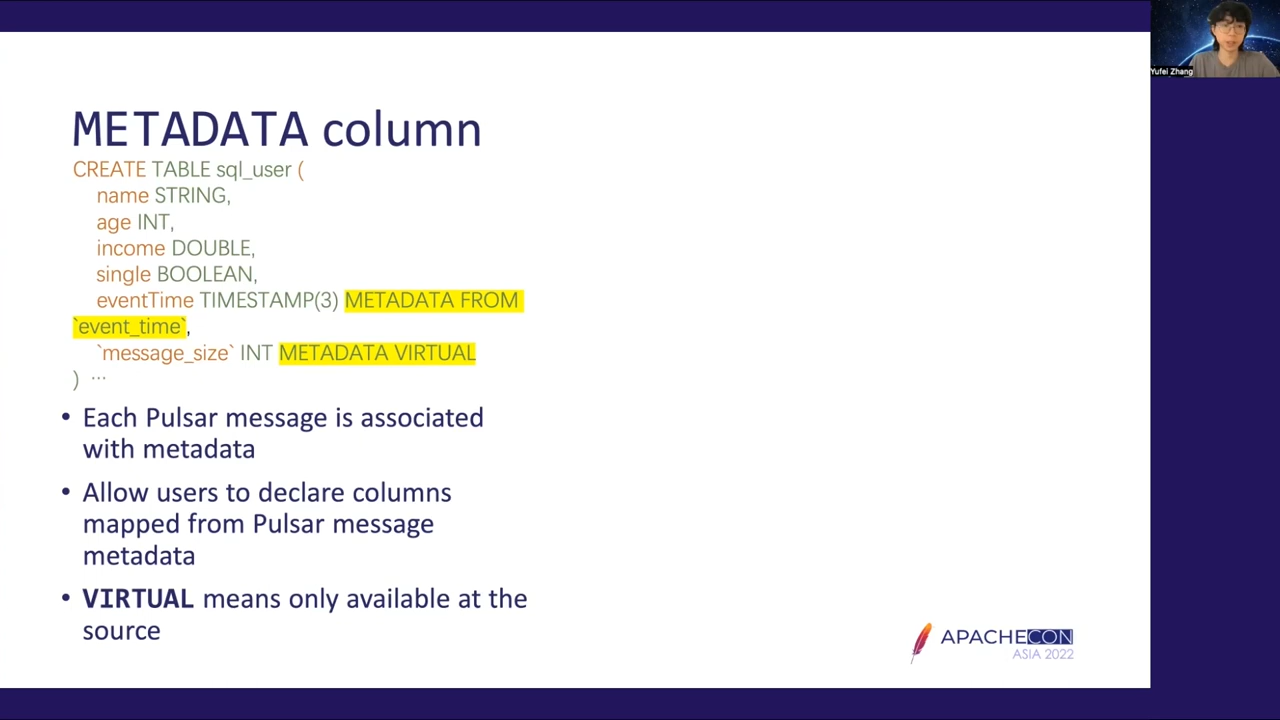 Yufei Zhang
METADATA column
CREATE TABLE sql_user (
name STRING,
age INT,
income DOUBLE,
single BOOLEAN,
eventTime TIMESTAMP(3) METADATA FROM
`event_time`,
`message_size` INT METADATA VIRTUAL
) ...
• Each Pulsar message is associated
with metadata
• Allow users to declare columns
mapped from Pulsar message
metadata
• VIRTUAL means only available at the
source
APACHECON
ASIA 2022